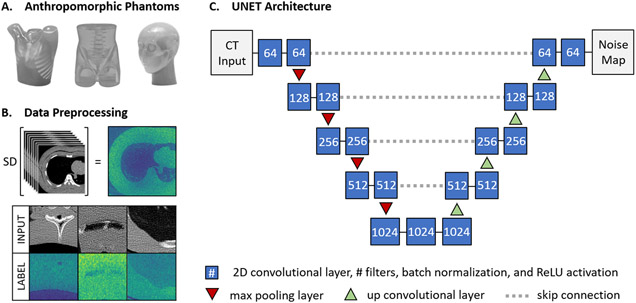 A. Anthropomorphic Phantoms
B. Data Preprocessing
SD
=
INPUT
LABEL
C. UNET Architecture
CT Input 64 64 64 64 Noise Map
128 128 128 128
256 256 256 256
512 512 512 512
1024 1024 1024
# 2D convolutional layer, # filters, batch normalization, and ReLU activation
max pooling layer up convolutional layer skip connection